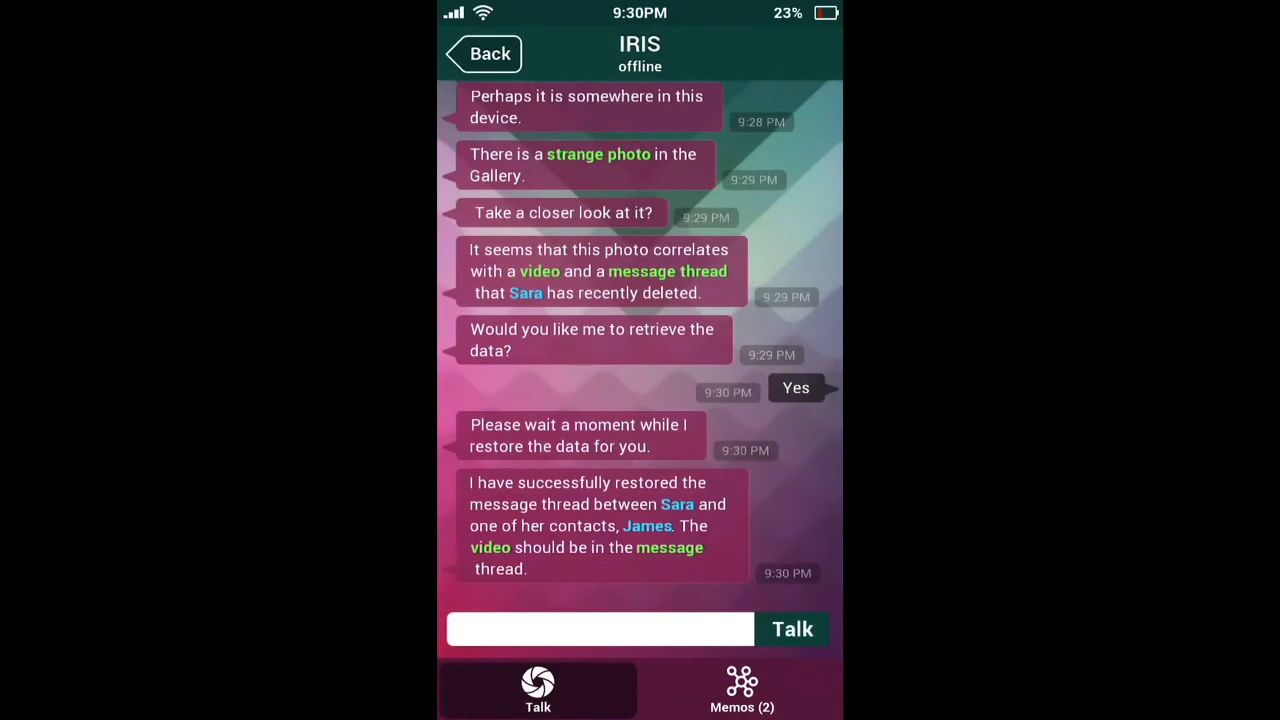 9:30PM
23%
Back
IRIS
offline
Perhaps it is somewhere in this
device.
9:28 PM
There is a strange photo in the
Gallery.
9:29 PM
Take a closer look at it?
9:29 PM
It seems that this photo correlates
with a video and a message thread
that Sara has recently deleted.
9:29 PM
Would you like me to retrieve the
data?
9:29 PM
9:30 PM
Yes
Please wait a moment while I
restore the data for you.
9:30 PM
I have successfully restored the
message thread between Sara and
one of her contacts, James. The
video should be in the message
thread.
9:30 PM
Talk
Talk
Memos (2)